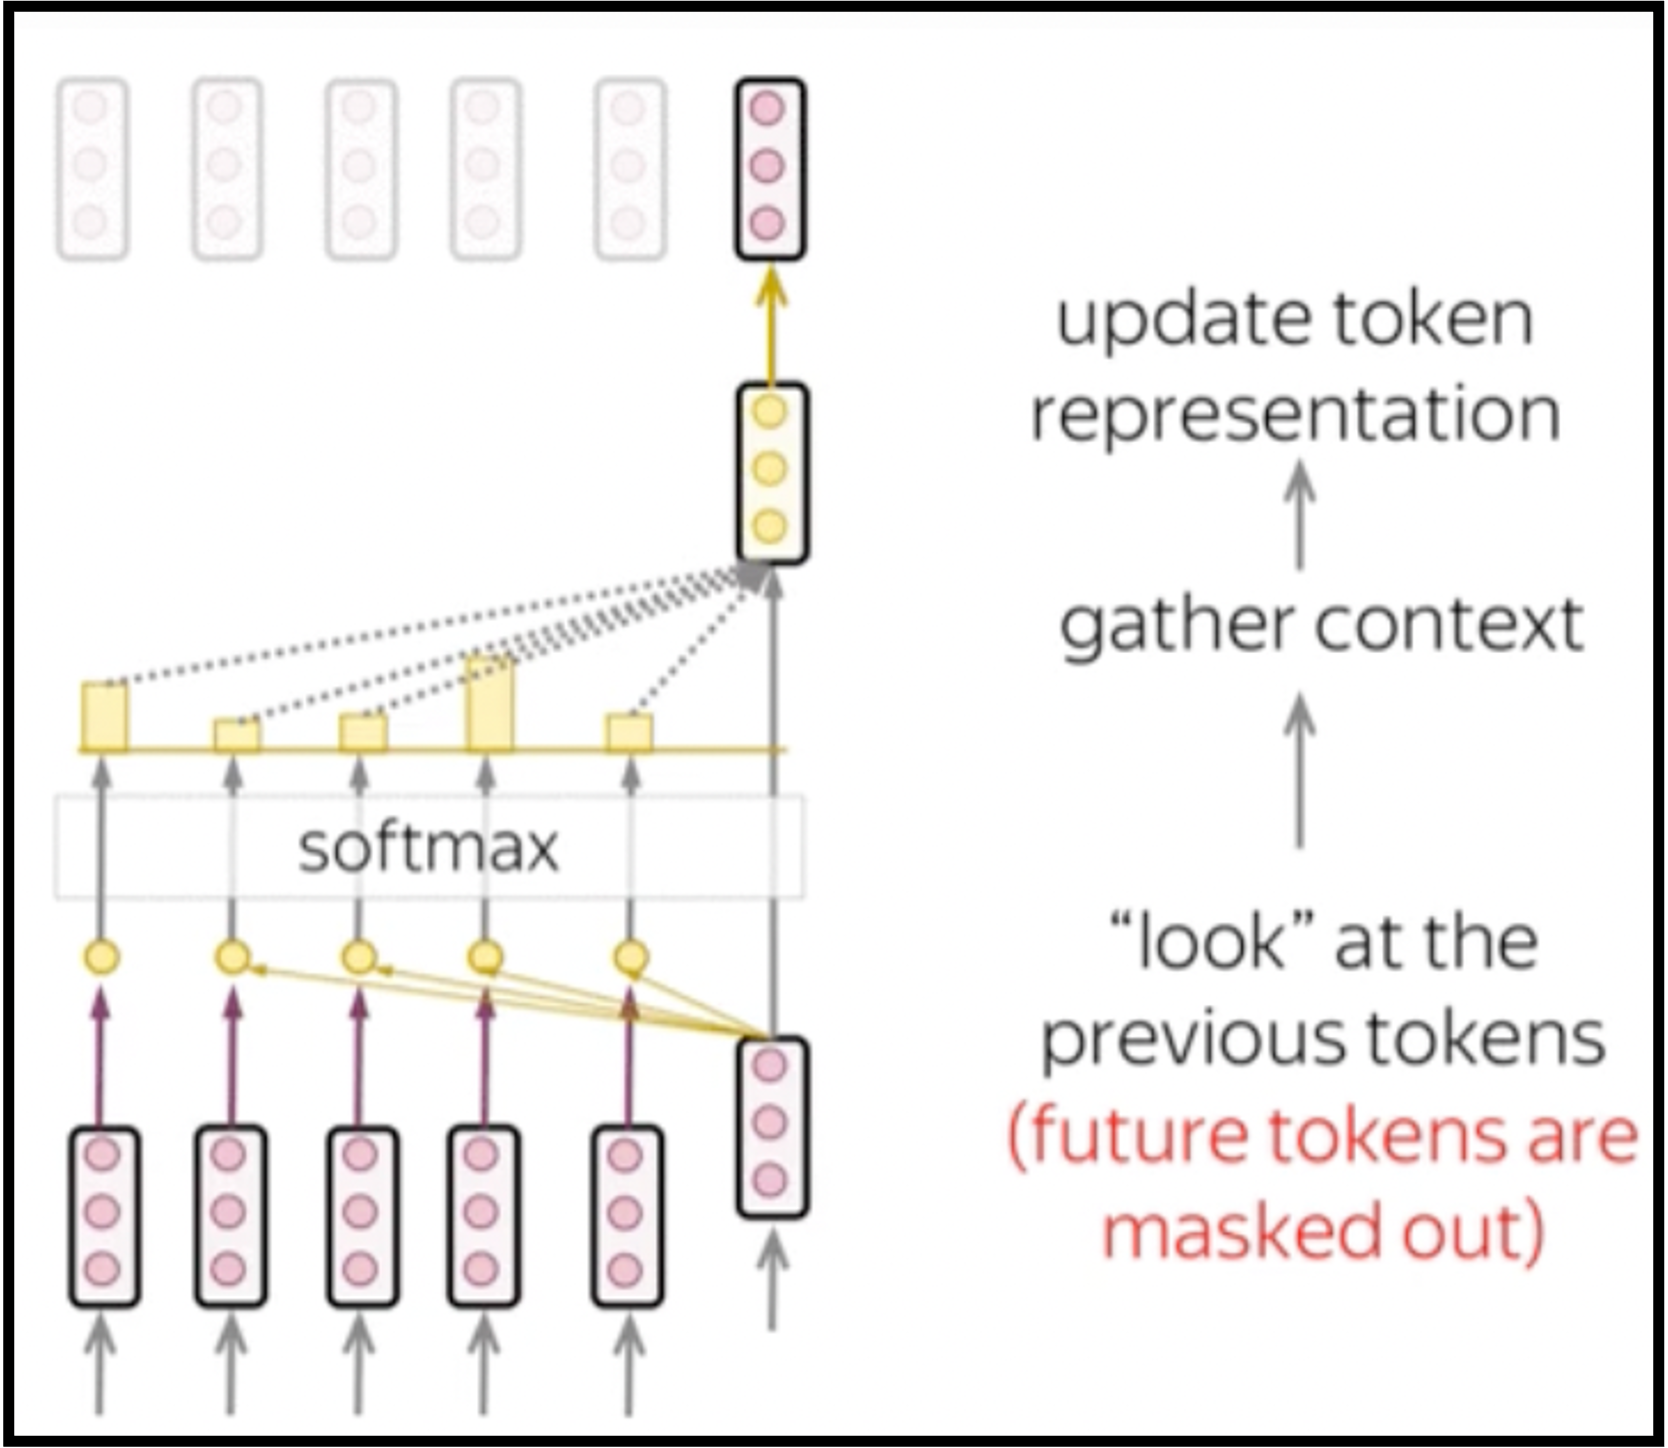 update token
representation
gather context
softmax
“look” at the
previous tokens
(future tokens are
masked out)